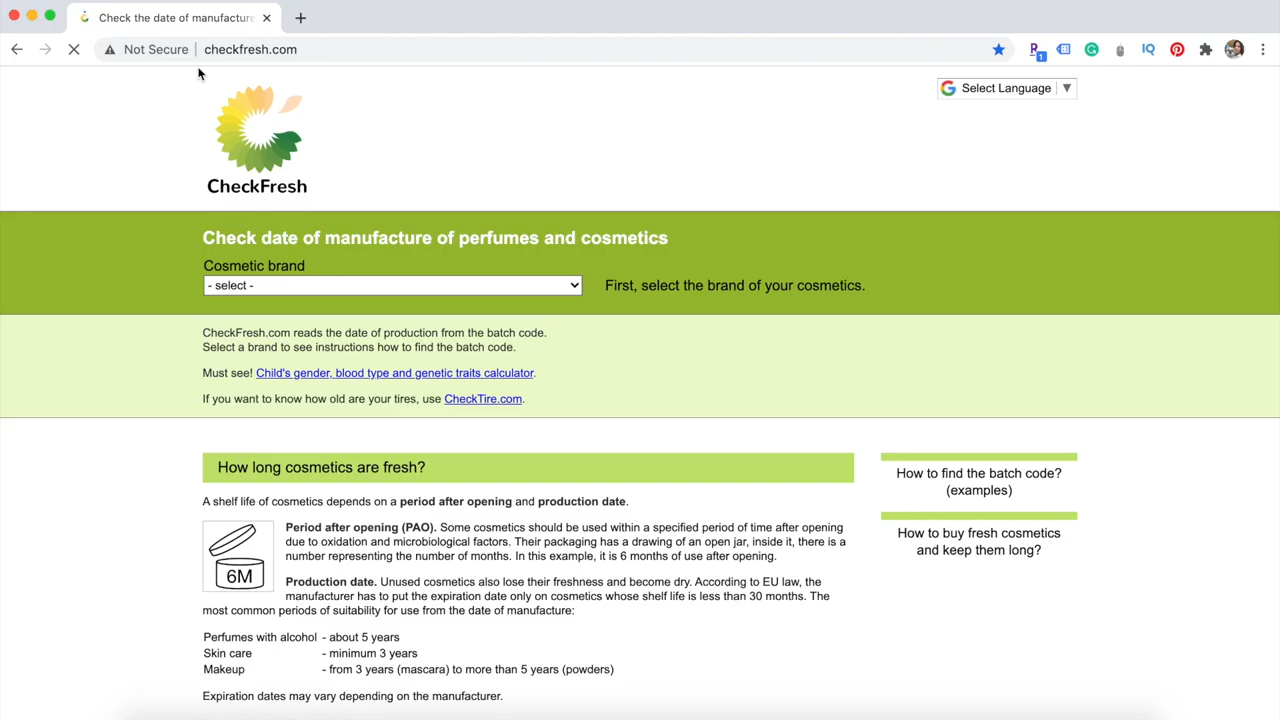 Check the date of manufacture
Not Secure
checkfresh.com
1
IQ
Select Language ▼
CheckFresh
Check date of manufacture of perfumes and cosmetics
Cosmetic brand
- select -
First, select the brand of your cosmetics.
CheckFresh.com reads the date of production from the batch code.
Select a brand to see instructions how to find the batch code.
Must see! Child's gender, blood type and genetic traits calculator.
If you want to know how old are your tires, use CheckTire.com.
How long cosmetics are fresh?
A shelf life of cosmetics depends on a period after opening and production date.
Period after opening (PAO). Some cosmetics should be used within a specified period of time after opening
due to oxidation and microbiological factors. Their packaging has a drawing of an open jar, inside it, there is a
number representing the number of months. In this example, it is 6 months of use after opening.
6M
Production date. Unused cosmetics also lose their freshness and become dry. According to EU law, the
manufacturer has to put the expiration date only on cosmetics whose shelf life is less than 30 months. The
most common periods of suitability for use from the date of manufacture:
Perfumes with alcohol - about 5 years
Skin care - minimum 3 years
Makeup - from 3 years (mascara) to more than 5 years (powders)
Expiration dates may vary depending on the manufacturer.
How to find the batch code?
(examples)
How to buy fresh cosmetics
and keep them long?